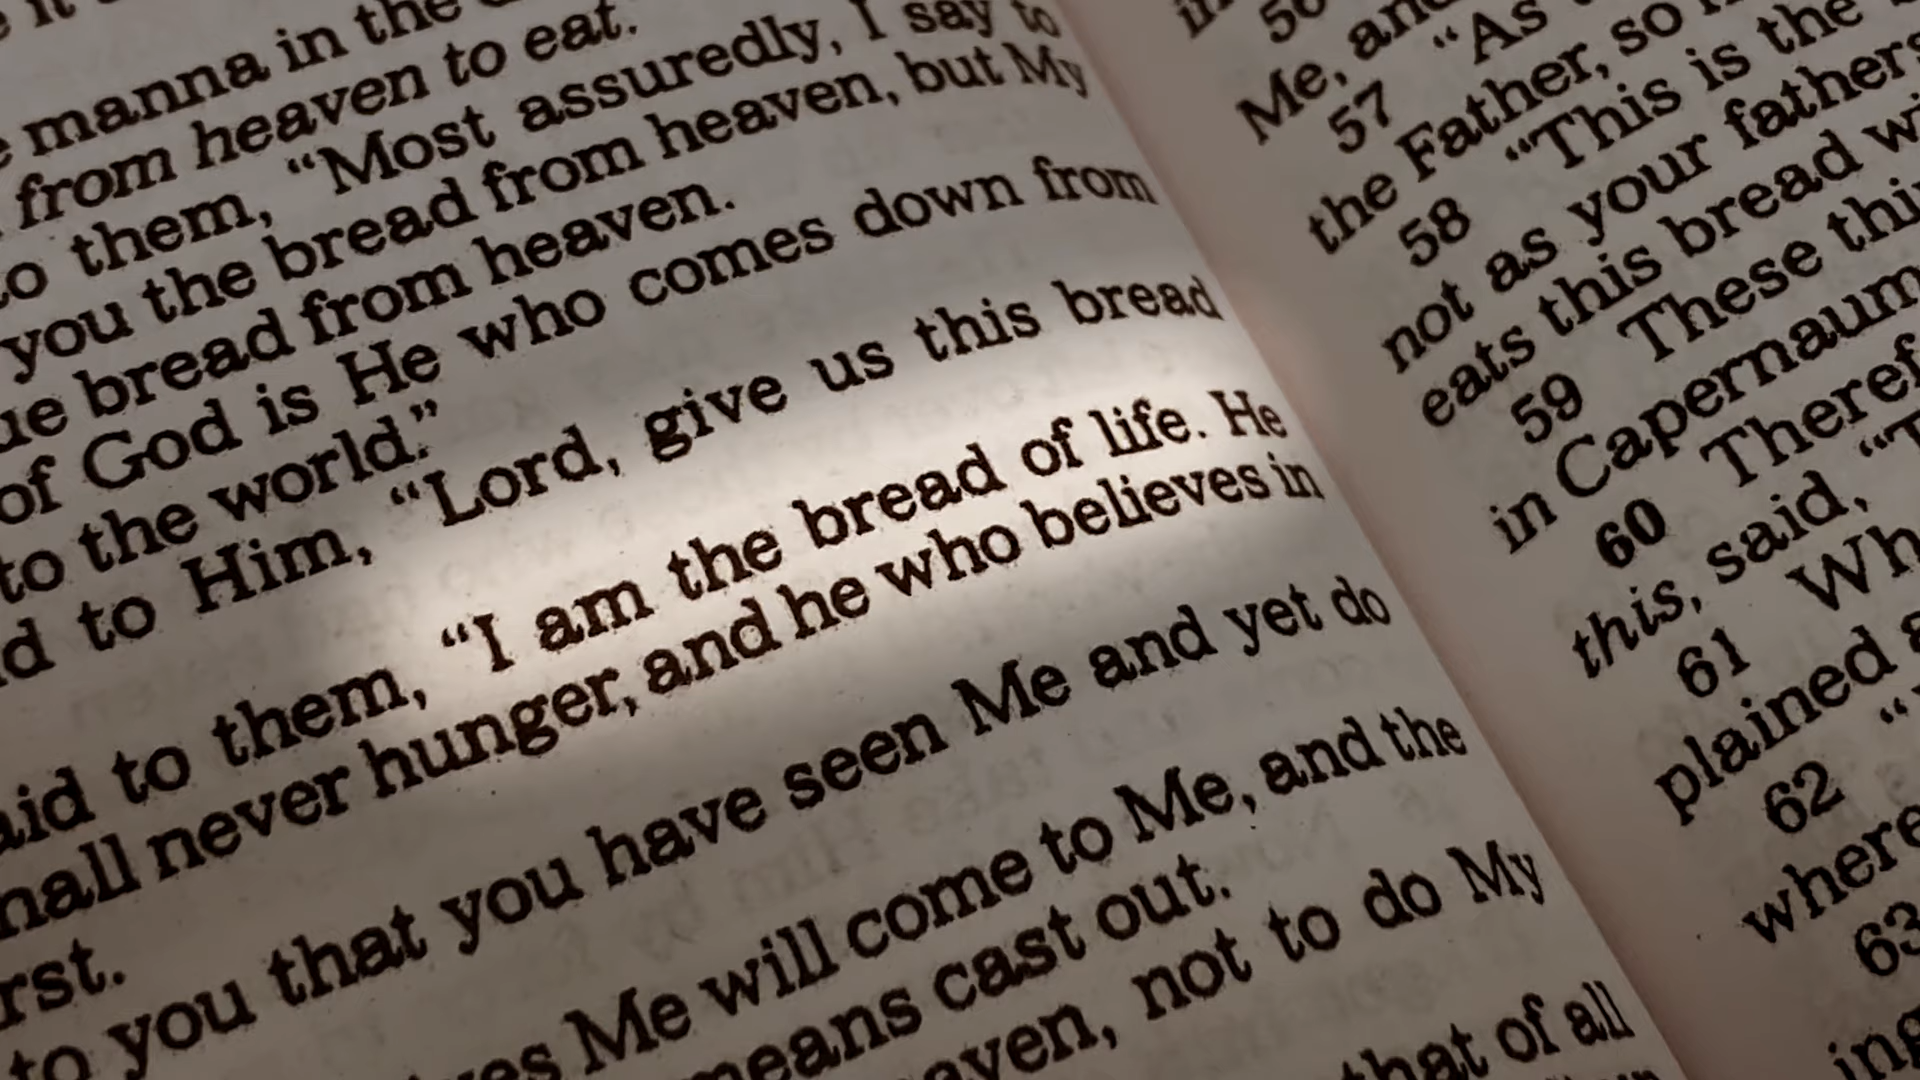 manna in the
from heaven to eat.
to them, “Most assuredly, I say to
you the bread from heaven, but My
bread from heaven.
of God is He who comes down from
to the world.”
to Him, “Lord, give us this bread
to them, “I am the bread of life. He
never hunger, and he who believes in
rst.
to you that you have seen Me and yet do
Me will come to Me, and the
means cast out.
not to do My
that of all
56
Me, and
57 “As
the Father, so
58 “This is the
not as your fathers
eats this bread
59 These
in Capernaum
60 Theref
this, said, “T
61 Wh
plained a
62 “
where
63
ing